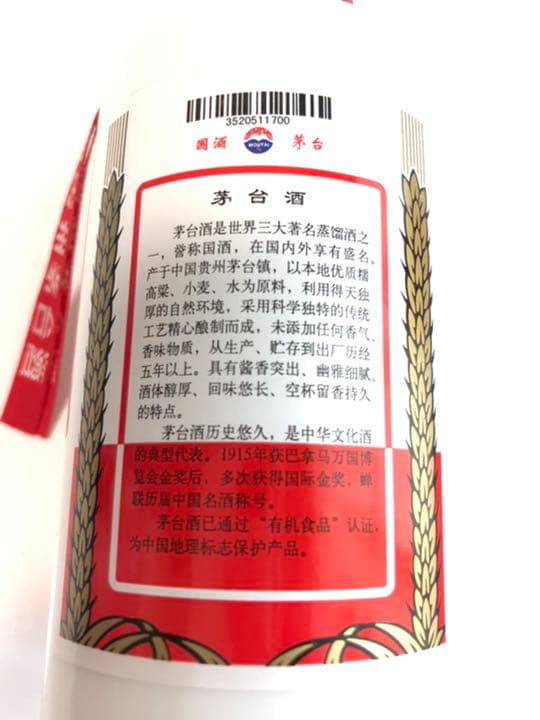 3520511700
国酒 MOUTAI 茅台
茅台酒
茅台酒是世界三大著名蒸馏酒之
一，誉称国酒，在国内外享有盛名。
产于中国贵州茅台镇，以本地优质糯
高粱、小麦、水为原料，利用得天独
厚的自然环境，采用科学独特的传统
工艺精心酿制而成，未添加任何香气、
香味物质，从生产、贮存到出厂历经
五年以上。具有酱香突出、幽雅细腻、
酒体醇厚、回味悠长、空杯留香持久
的特点。
茅台酒历史悠久，是中华文化酒
的典型代表。1915年获巴拿马万国博
览会金奖后，多次获得国际金奖，蝉
联历届中国名酒称号。
茅台酒已通过“有机食品”认证，
为中国地理标志保护产品。
州茅台酒